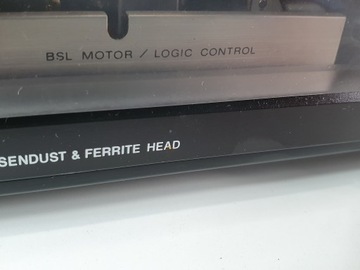 BSL MOTOR / LOGIC CONTROL
SENDUST & FERRITE HEAD